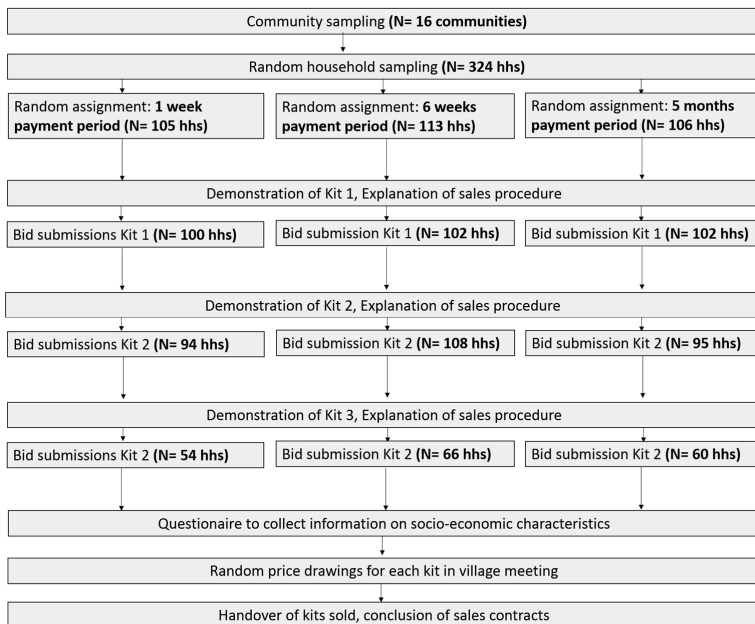 Community sampling (N= 16 communities)
Random household sampling (N= 324 hhs)
Random assignment: 1 week
payment period (N= 105 hhs)
Random assignment: 6 weeks
payment period (N= 113 hhs)
Random assignment: 5 months
payment period (N= 106 hhs)
Demonstration of Kit 1, Explanation of sales procedure
Bid submissions Kit 1 (N= 100 hhs)
Bid submission Kit 1 (N= 102 hhs)
Bid submission Kit 1 (N= 102 hhs)
Demonstration of Kit 2, Explanation of sales procedure
Bid submissions Kit 2 (N= 94 hhs)
Bid submission Kit 2 (N= 108 hhs)
Bid submission Kit 2 (N= 95 hhs)
Demonstration of Kit 3, Explanation of sales procedure
Bid submissions Kit 2 (N= 54 hhs)
Bid submission Kit 2 (N= 66 hhs)
Bid submission Kit 2 (N= 60 hhs)
Questionaire to collect information on socio-economic characteristics
Random price drawings for each kit in village meeting
Handover of kits sold, conclusion of sales contracts